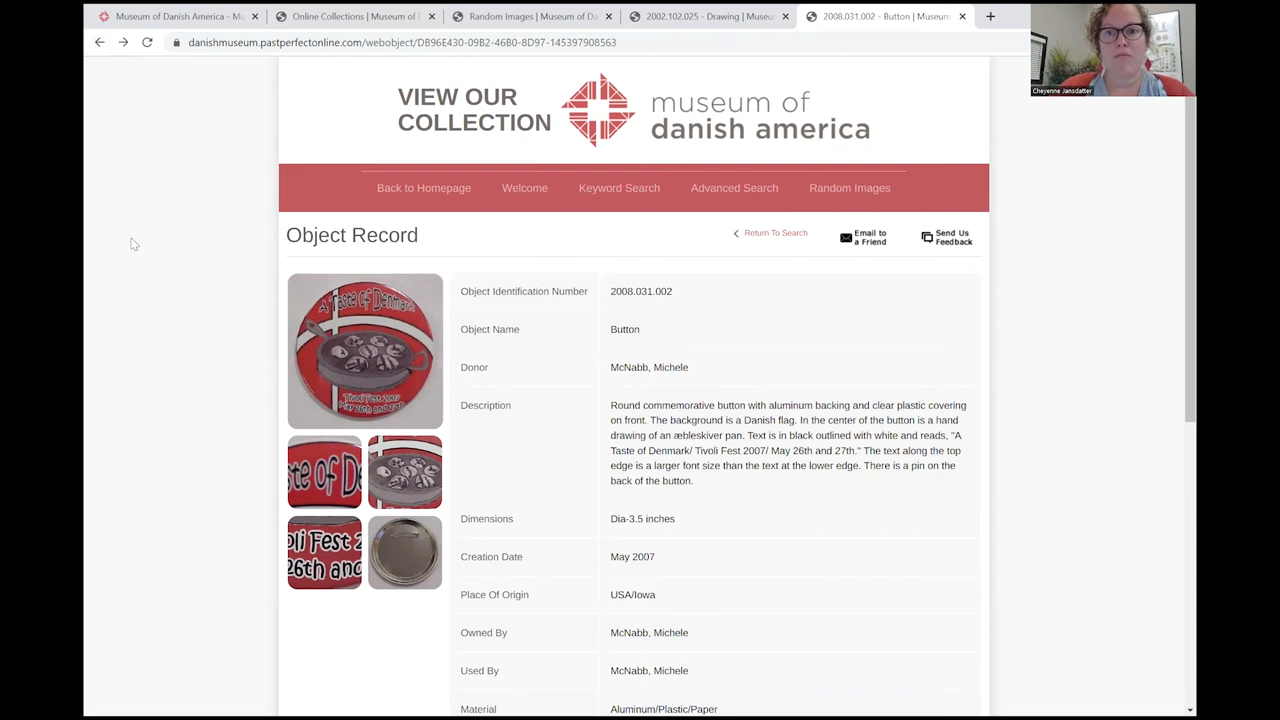 Museum of Danish America - Mu
Online Collections | Museum of D
Random Images | Museum of Da
2002.102.025 - Drawing | Museu
2008.031.002 - Button | Museum
danishmuseum.pastperfectonline.com/webobject/DB96E430-09B2-46B0-8D97-145397908563
Cheyenne Jansdatter
VIEW OUR
COLLECTION
museum of
danish america
Back to Homepage
Welcome
Keyword Search
Advanced Search
Random Images
Object Record
Return To Search
Email to
a Friend
Send Us
Feedback
A Taste of Denmark
Tivoli Fest 2007
May 26th and 27th
te of De
oli Fest 2
26th and
Object Identification Number 2008.031.002
Object Name Button
Donor McNabb, Michele
Description Round commemorative button with aluminum backing and clear plastic covering
on front. The background is a Danish flag. In the center of the button is a hand
drawing of an æbleskiver pan. Text is in black outlined with white and reads, "A
Taste of Denmark/ Tivoli Fest 2007/ May 26th and 27th." The text along the top
edge is a larger font size than the text at the lower edge. There is a pin on the
back of the button.
Dimensions Dia-3.5 inches
Creation Date May 2007
Place Of Origin USA/Iowa
Owned By McNabb, Michele
Used By McNabb, Michele
Material Aluminum/Plastic/Paper